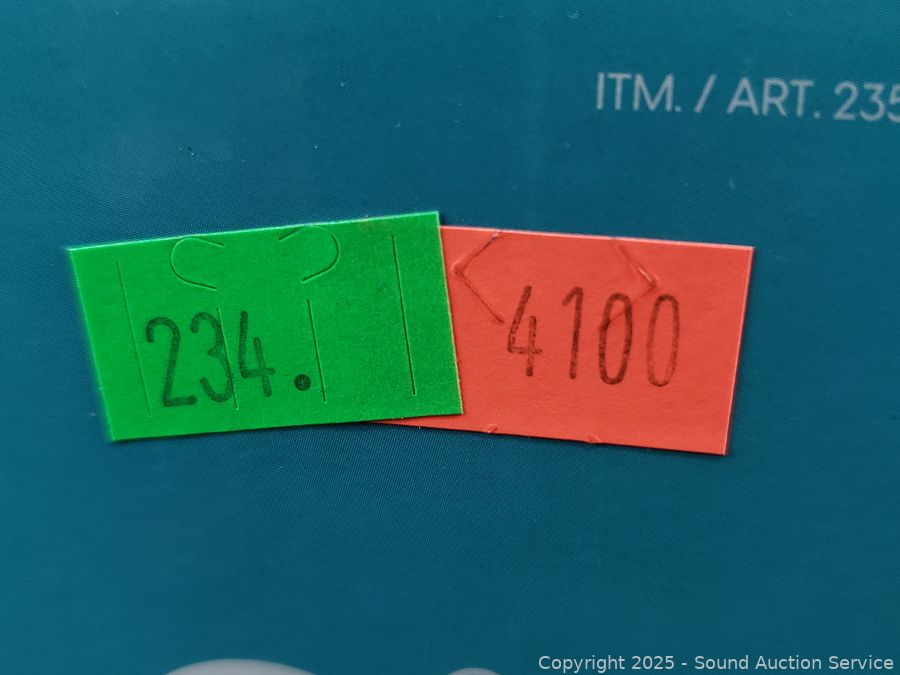 ITM. / ART. 235
234.
4100
Copyright 2025 - Sound Auction Service